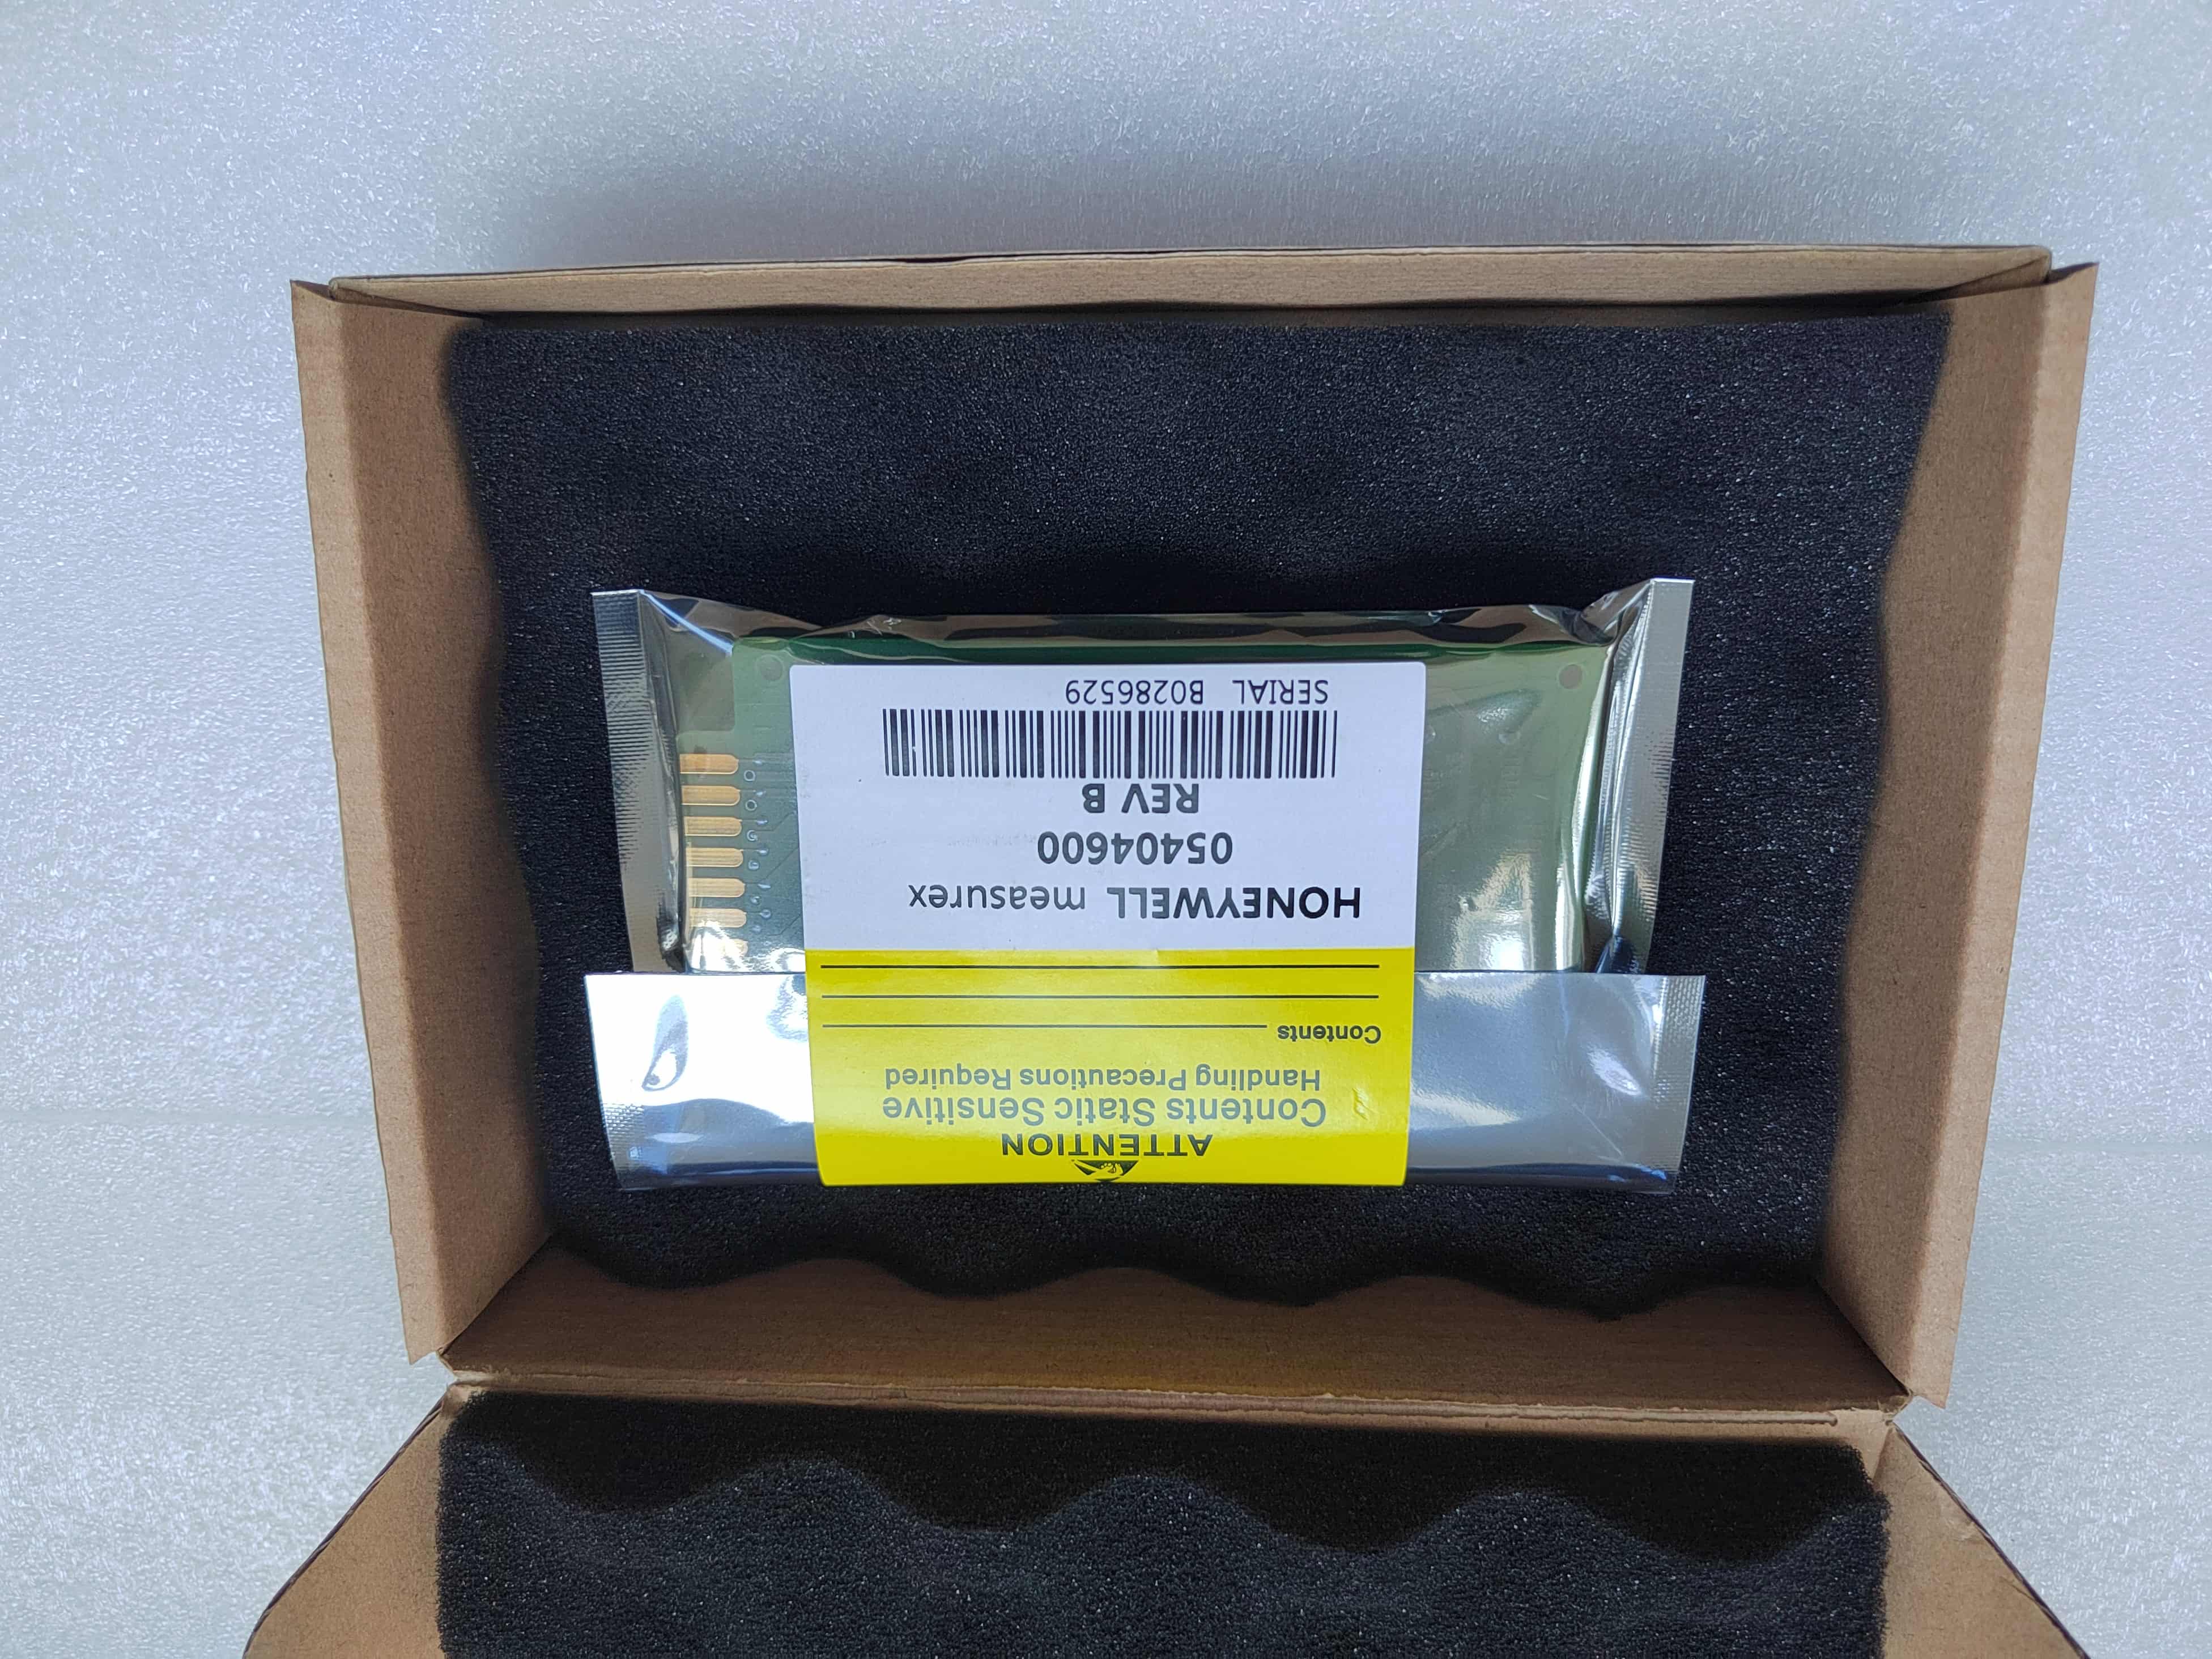 ATTENTION
Contents Static Sensitive
Handling Precautions Required
Contents
HONEYWELL measurex
05404600
REV B
SERIAL B0286529